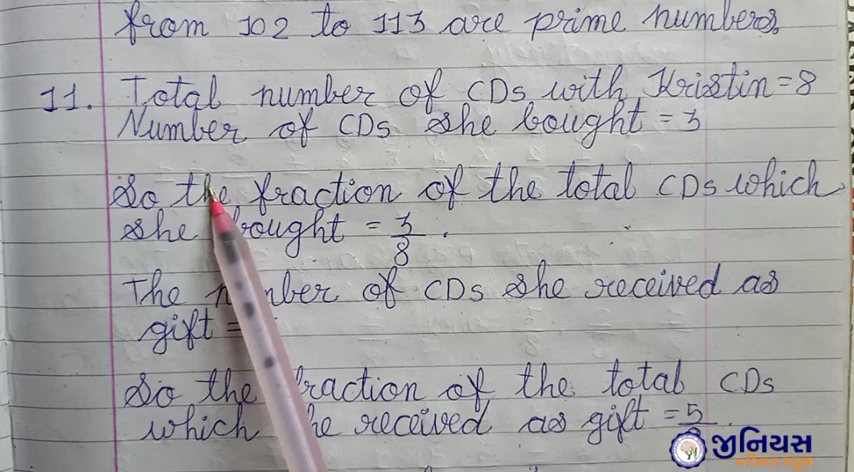 from 102 to 113 are prime numbers.
11. Total number of CDs with Kristin = 8
Number of CDs she bought = 3
So the fraction of the total CDs which
she bought = 3/8 .
The number of CDs she received as
gift =
So the fraction of the total CDs
which she received as gift = 5
જીનિયસ